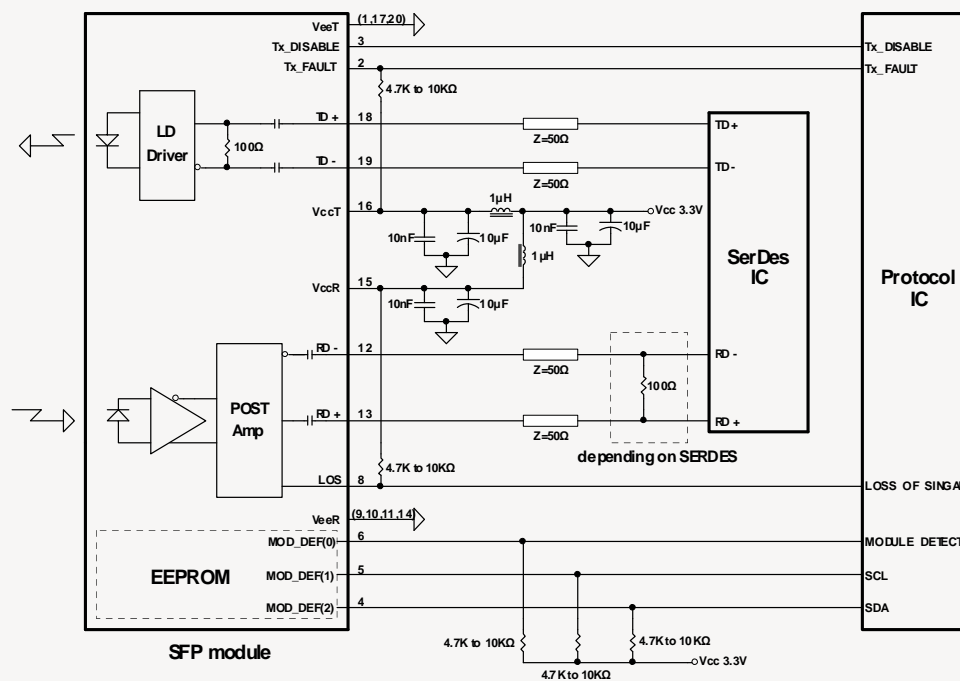 VeeT (1,17,20)
Tx_DISABLE 3 Tx_DISABLE
Tx_FAULT 2 Tx_FAULT
4.7K to 10KΩ
LD
Driver
100Ω
TD+ 18 Z=50Ω TD+
TD- 19 Z=50Ω TD-
VccT 16 1µH Vcc 3.3V
10nF 10µF 10nF 10µF
1µH
SerDes
IC
Protocol
IC
VccR 15
10nF 10µF
RD- 12 Z=50Ω RD-
100Ω
POST
Amp
RD+ 13 Z=50Ω RD+
depending on SERDES
4.7K to 10KΩ
LOS 8 LOSS OF SINGA
VeeR (9,10,11,14)
MOD_DEF(0) 6 MODULE DETECT
EEPROM
MOD_DEF(1) 5 SCL
MOD_DEF(2) 4 SDA
4.7K to 10KΩ 4.7K to 10KΩ
SFP module
Vcc 3.3V
4.7K to 10KΩ